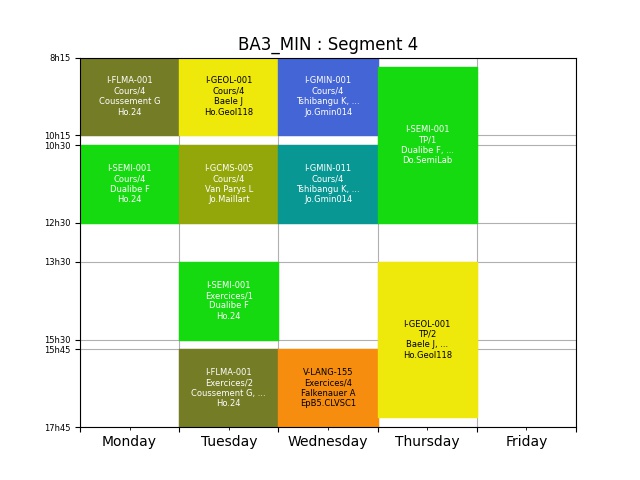 BA3_MIN : Segment 4
8h15
10h15
10h30
12h30
13h30
15h30
15h45
17h45
I-FLMA-001
Cours/4
Coussement G
Ho.24
I-GEOL-001
Cours/4
Baele J
Ho.Geol118
I-GMIN-001
Cours/4
Tshibangu K, ...
Jo.Gmin014
I-SEMI-001
TP/1
Dualibe F, ...
Do.SemiLab
I-SEMI-001
Cours/4
Dualibe F
Ho.24
I-GCMS-005
Cours/4
Van Parys L
Jo.Maillart
I-GMIN-011
Cours/4
Tshibangu K, ...
Jo.Gmin014
I-SEMI-001
Exercices/1
Dualibe F
Ho.24
I-GEOL-001
TP/2
Baele J, ...
Ho.Geol118
I-FLMA-001
Exercices/2
Coussement G, ...
Ho.24
V-LANG-155
Exercices/4
Falkenauer A
EpB5.CLVSC1
Monday
Tuesday
Wednesday
Thursday
Friday